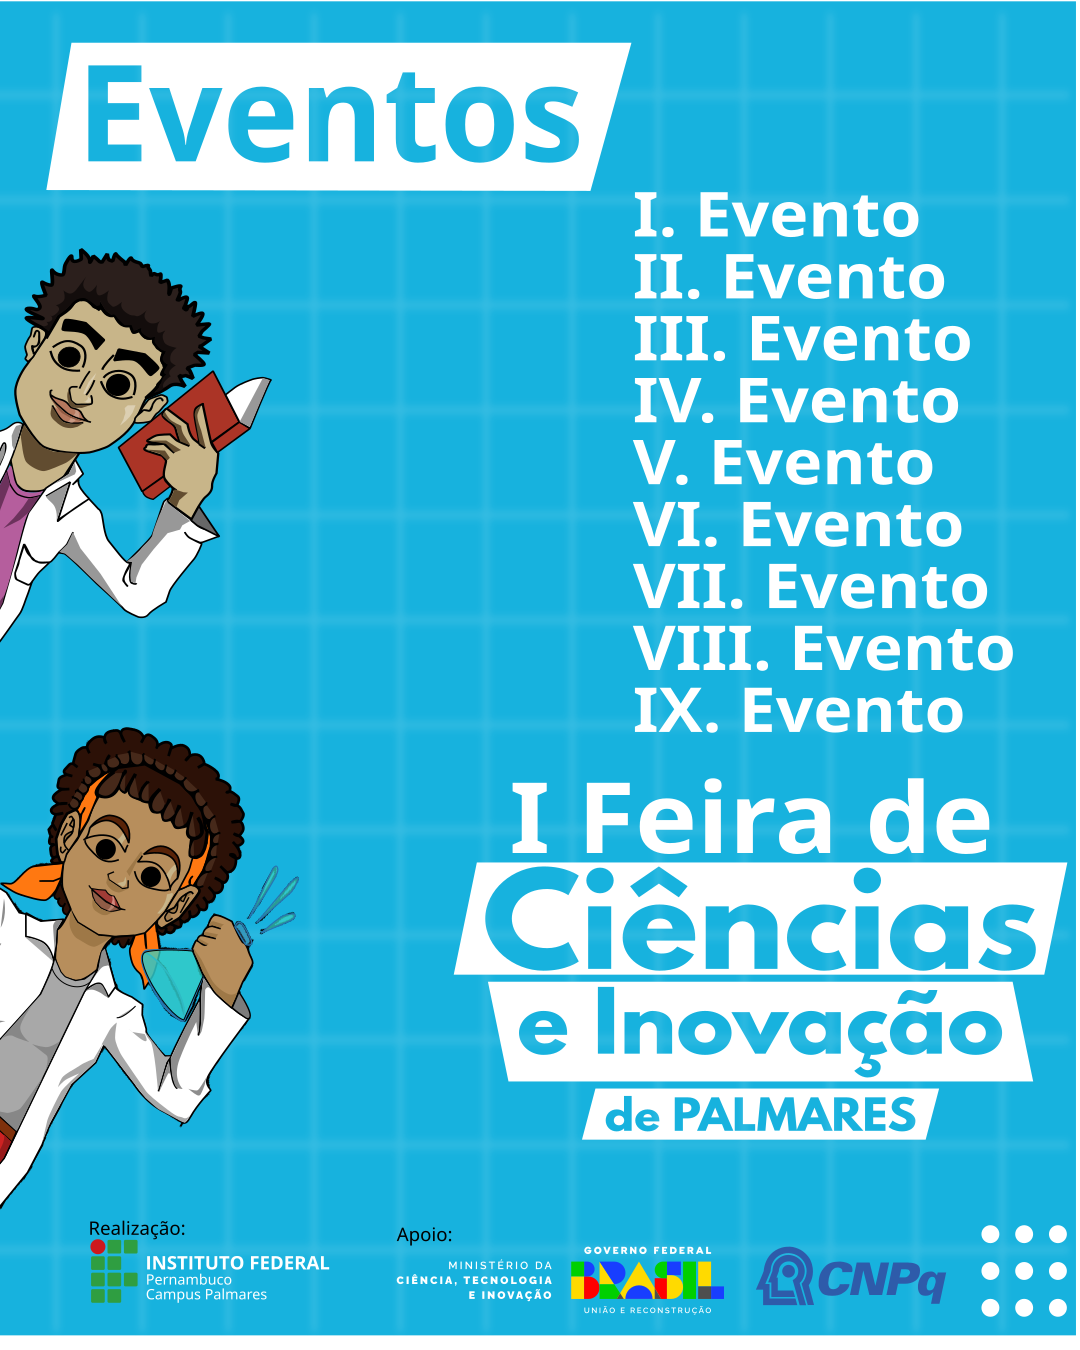 Eventos
I. Evento
II. Evento
III. Evento
IV. Evento
V. Evento
VI. Evento
VII. Evento
VIII. Evento
IX. Evento
I Feira de
Ciências
e Inovação
de PALMARES
Realização:
INSTITUTO FEDERAL
Pernambuco
Campus Palmares
Apoio:
MINISTÉRIO DA
CIÊNCIA, TECNOLOGIA
E INOVAÇÃO
GOVERNO FEDERAL
BRASIL
UNIÃO E RECONSTRUÇÃO
CNPq